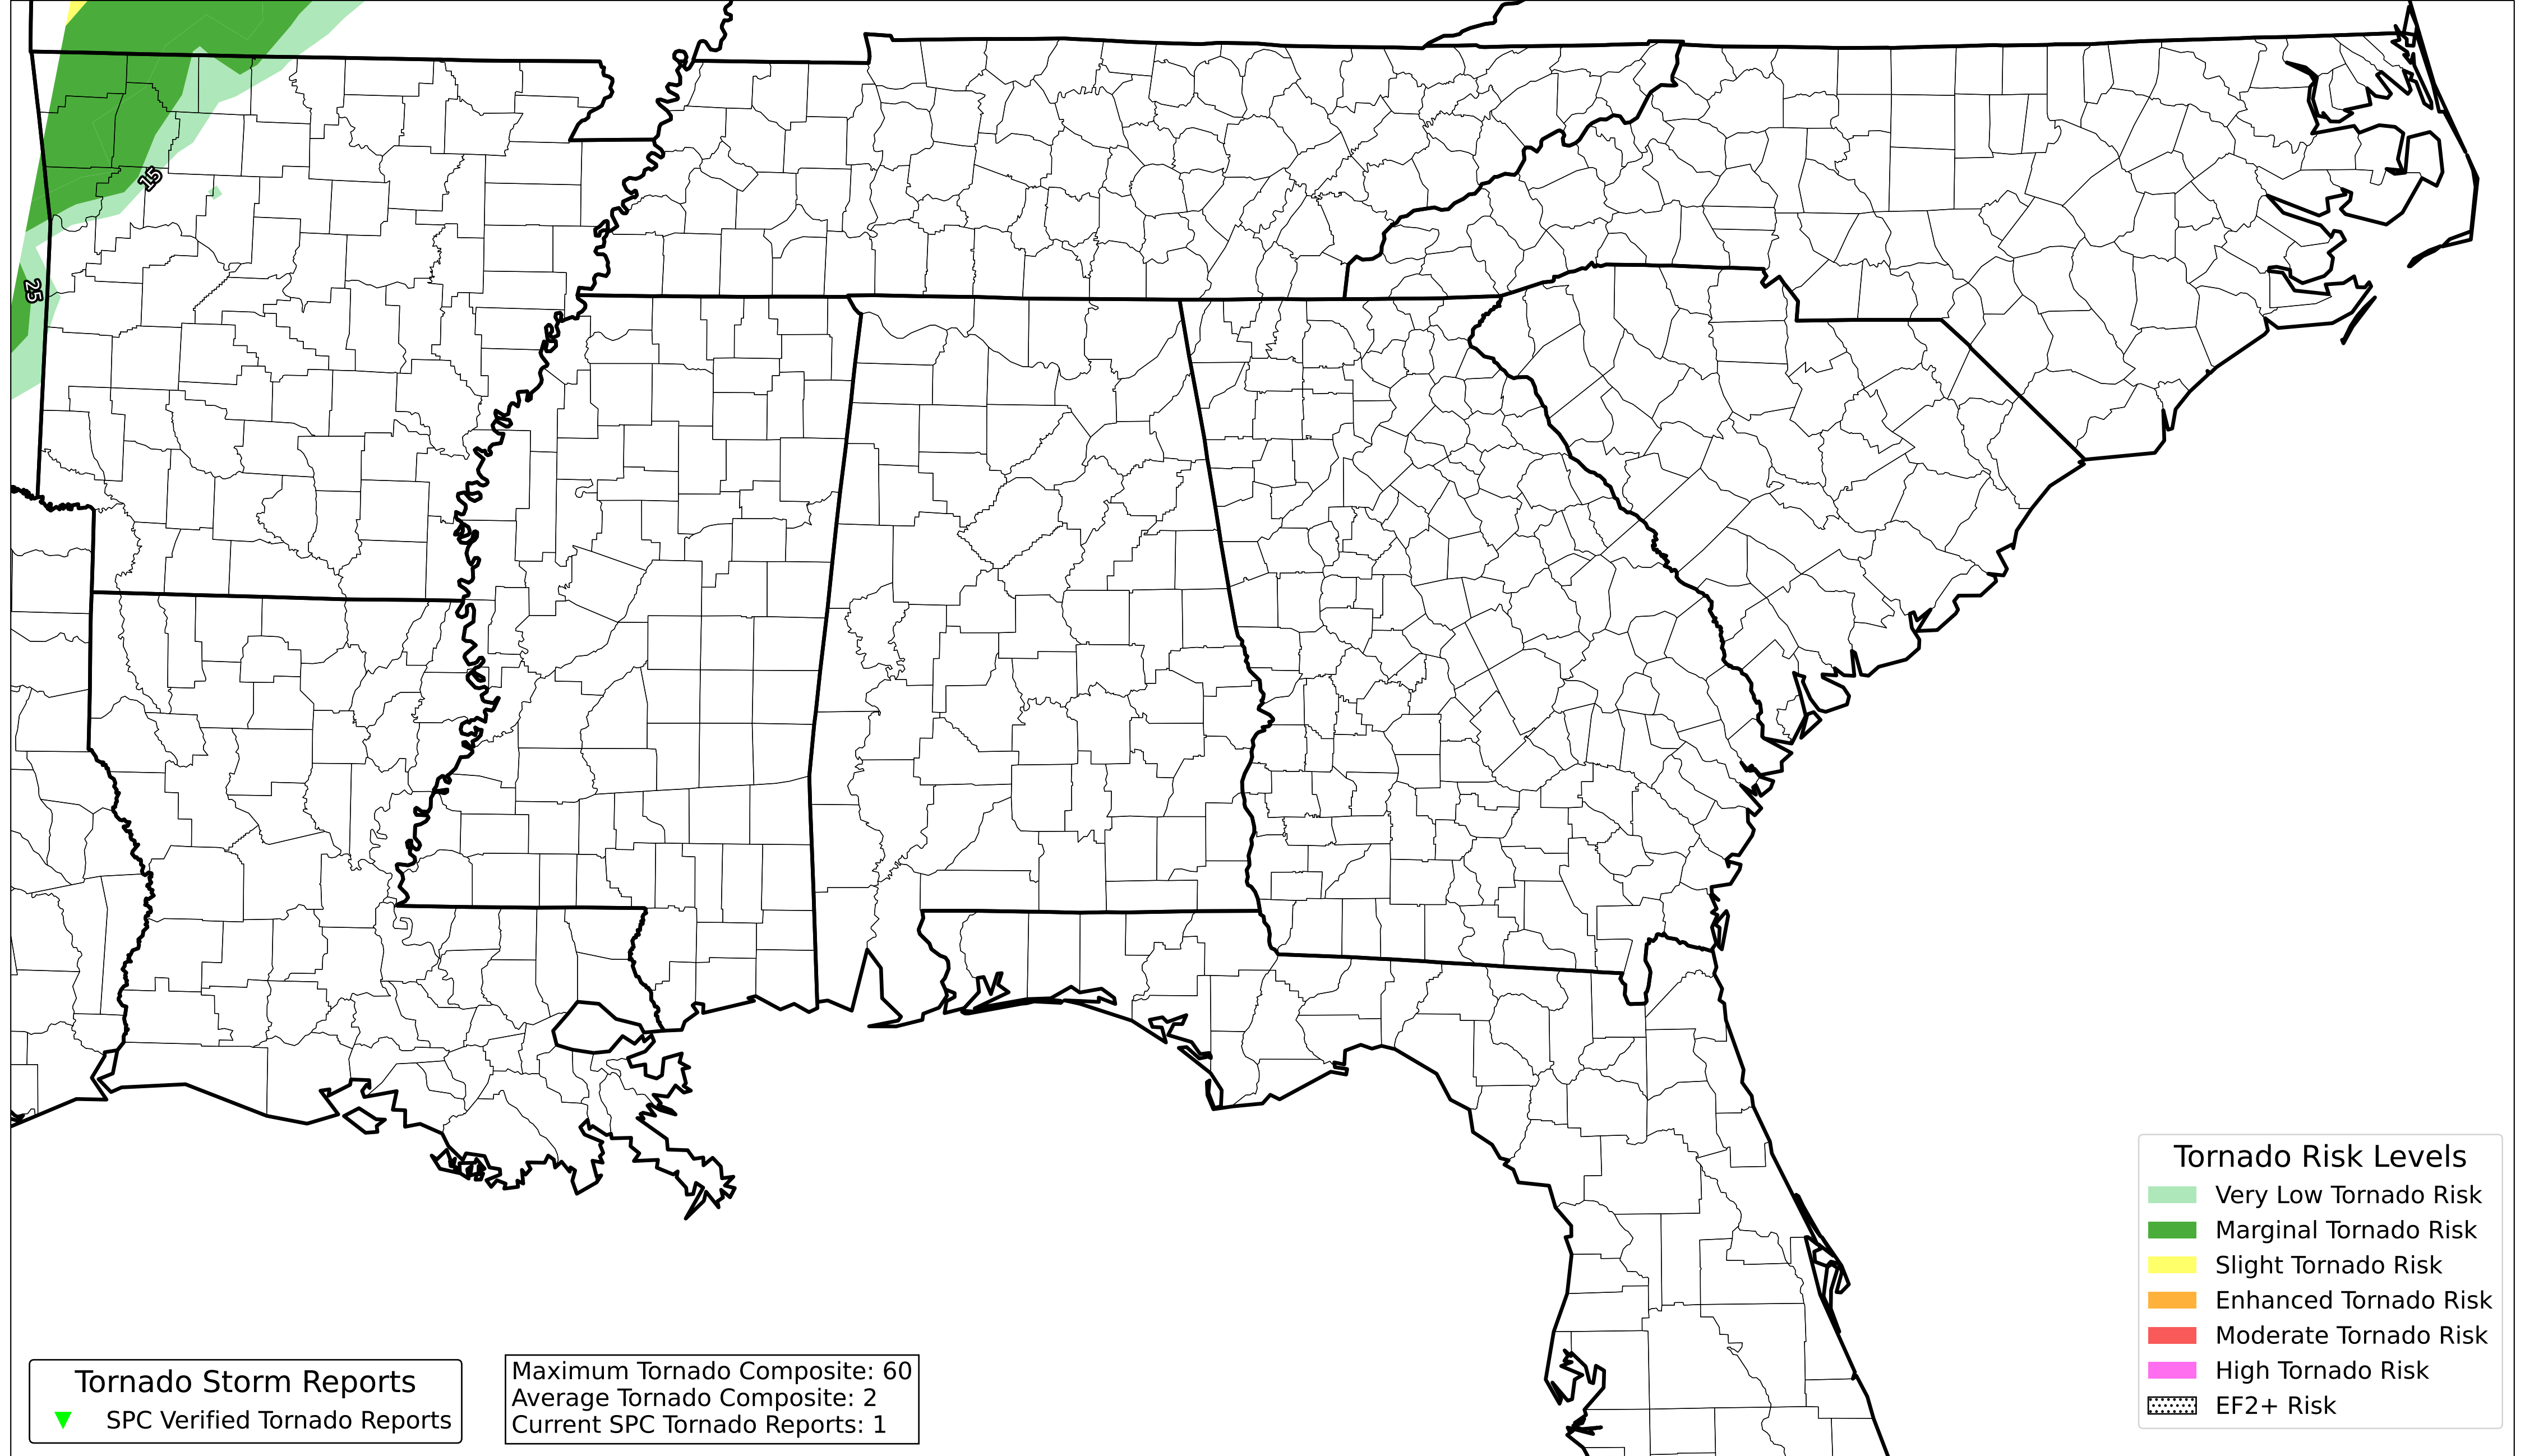 15
25
Tornado Risk Levels
Very Low Tornado Risk
Marginal Tornado Risk
Slight Tornado Risk
Enhanced Tornado Risk
Moderate Tornado Risk
High Tornado Risk
EF2+ Risk
Tornado Storm Reports
SPC Verified Tornado Reports
Maximum Tornado Composite: 60
Average Tornado Composite: 2
Current SPC Tornado Reports: 1